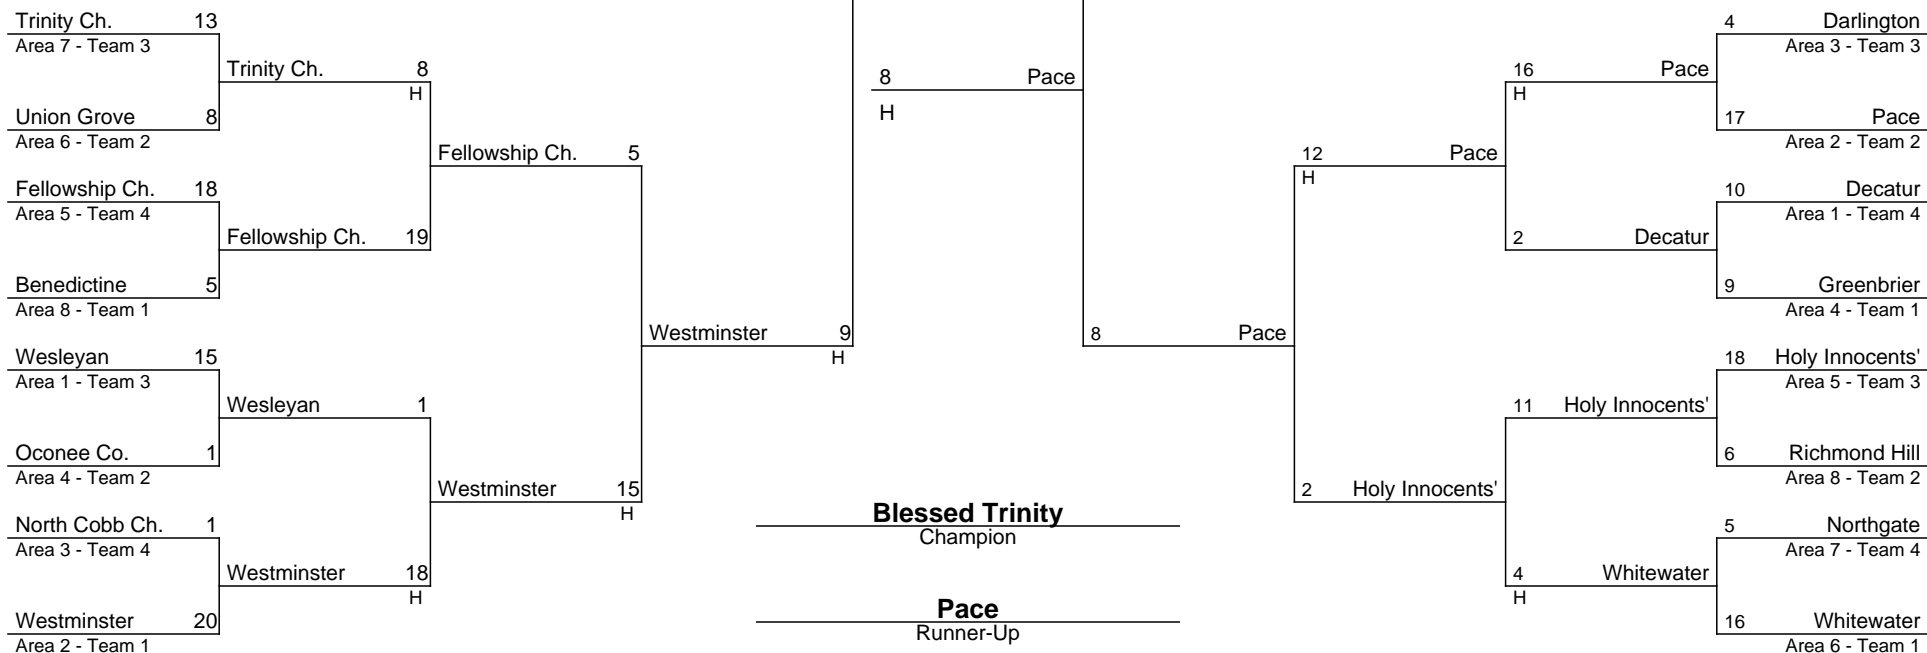 Trinity Ch. 13
Area 7 - Team 3
Trinity Ch. 8
H
Union Grove 8
Area 6 - Team 2
Fellowship Ch. 5
Fellowship Ch. 18
Area 5 - Team 4
Fellowship Ch. 19
Benedictine 5
Area 8 - Team 1
Westminster 9
H
Wesleyan 15
Area 1 - Team 3
Wesleyan 1
Oconee Co. 1
Area 4 - Team 2
Westminster 15
H
North Cobb Ch. 1
Area 3 - Team 4
Westminster 18
H
Westminster 20
Area 2 - Team 1
8 Pace
H
Blessed Trinity
Champion
Pace
Runner-Up
4 Darlington
Area 3 - Team 3
16 Pace
H
17 Pace
Area 2 - Team 2
12 Pace
H
10 Decatur
Area 1 - Team 4
2 Decatur
9 Greenbrier
Area 4 - Team 1
8 Pace
18 Holy Innocents'
Area 5 - Team 3
11 Holy Innocents'
6 Richmond Hill
Area 8 - Team 2
2 Holy Innocents'
5 Northgate
Area 7 - Team 4
4 Whitewater
H
16 Whitewater
Area 6 - Team 1